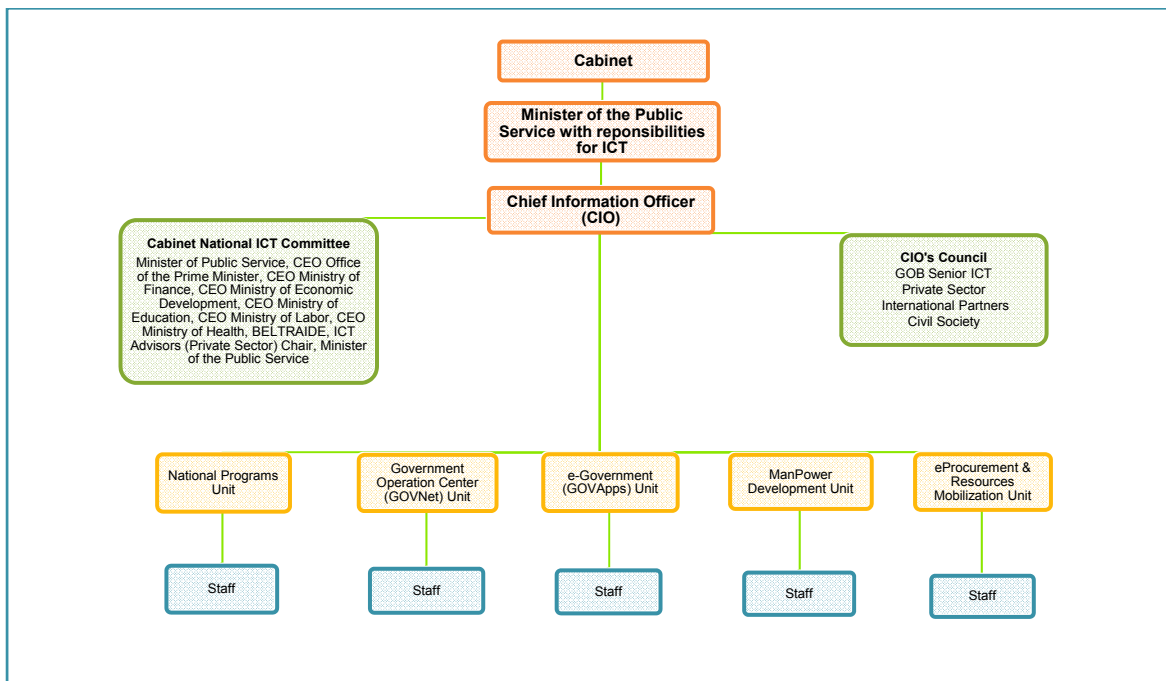 Cabinet
Minister of the Public
Service with reponsibilities
for ICT
Chief Information Officer
(CIO)
Cabinet National ICT Committee
Minister of Public Service, CEO Office
of the Prime Minister, CEO Ministry of
Finance, CEO Ministry of Economic
Development, CEO Ministry of
Education, CEO Ministry of Labor, CEO
Ministry of Health, BELTRAIDE, ICT
Advisors (Private Sector) Chair, Minister
of the Public Service
CIO's Council
GOB Senior ICT
Private Sector
International Partners
Civil Society
National Programs
Unit
Government
Operation Center
(GOVNet) Unit
e-Government
(GOVApps) Unit
ManPower
Development Unit
eProcurement &
Resources
Mobilization Unit
Staff
Staff
Staff
Staff
Staff